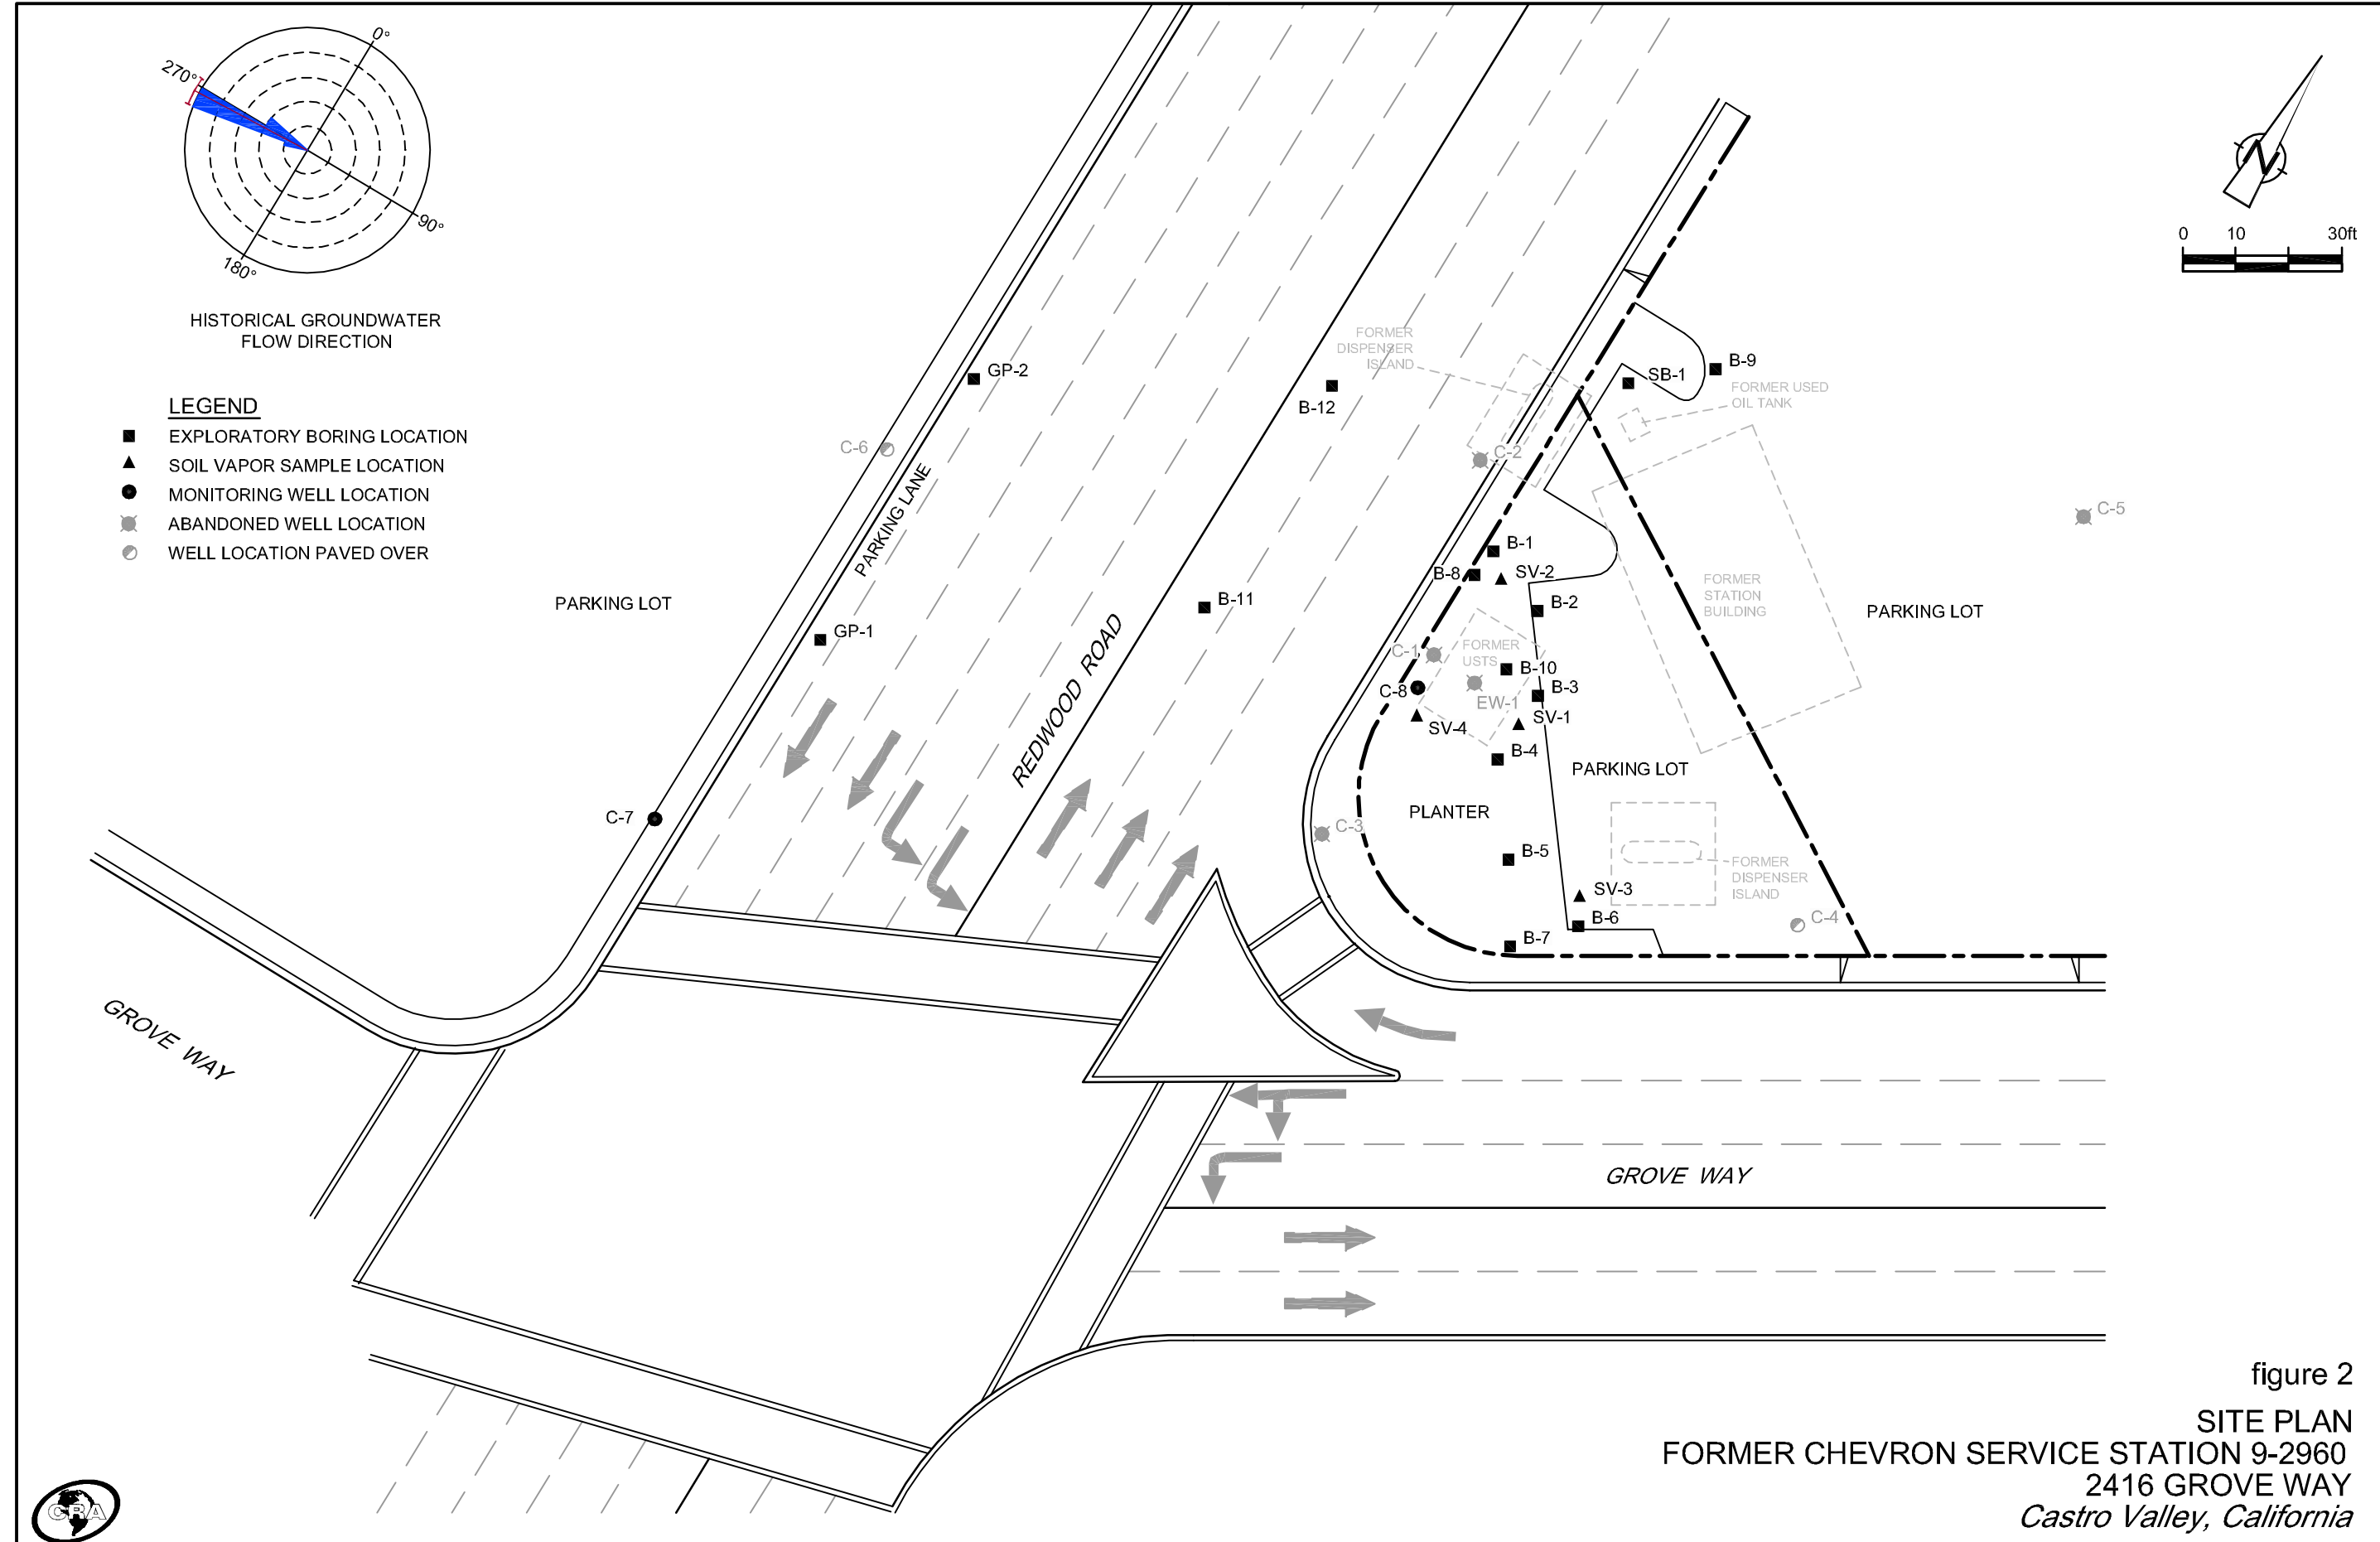 0°
270°
90°
180°
HISTORICAL GROUNDWATER
FLOW DIRECTION
LEGEND
EXPLORATORY BORING LOCATION
SOIL VAPOR SAMPLE LOCATION
MONITORING WELL LOCATION
ABANDONED WELL LOCATION
WELL LOCATION PAVED OVER
N
0 10 30ft
GP-2
C-6
PARKING LANE
PARKING LOT
GP-1
C-7
REDWOOD ROAD
B-11
B-12
FORMER
DISPENSER
ISLAND
C-2
SB-1
B-9
FORMER USED
OIL TANK
C-5
B-1
B-8
SV-2
B-2
FORMER
STATION
BUILDING
PARKING LOT
C-1
FORMER
USTS
B-10
C-8
B-3
EW-1
SV-1
SV-4
B-4
PARKING LOT
PLANTER
C-3
B-5
FORMER
DISPENSER
ISLAND
SV-3
B-6
C-4
B-7
GROVE WAY
GROVE WAY
figure 2
SITE PLAN
FORMER CHEVRON SERVICE STATION 9-2960
2416 GROVE WAY
Castro Valley, California
CRA